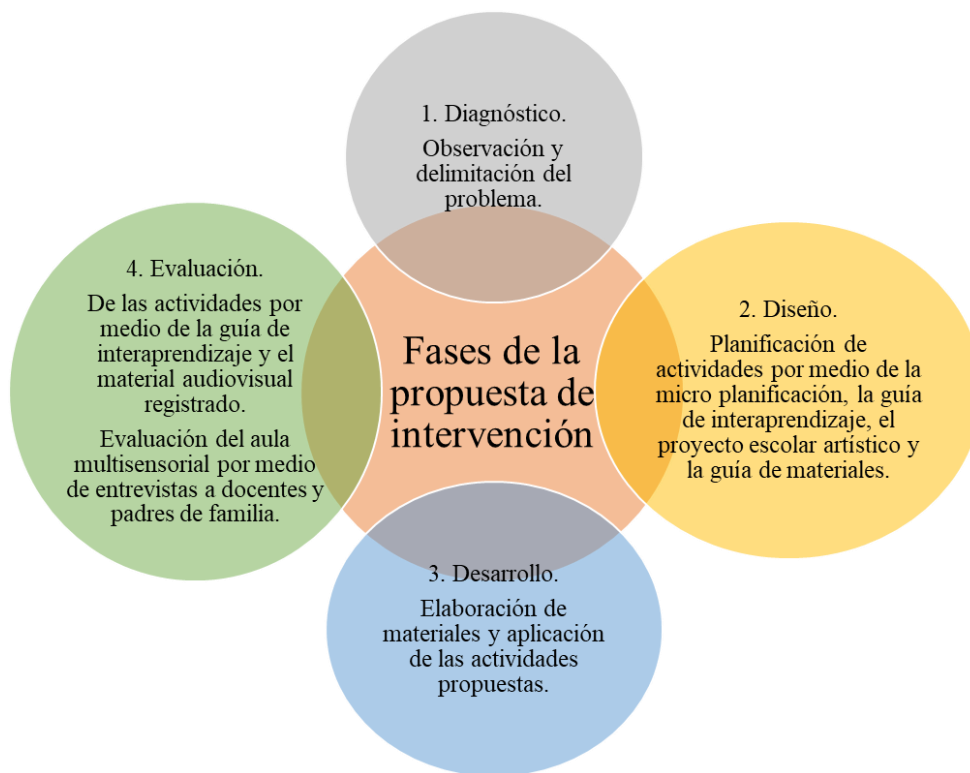 1. Diagnóstico.
Observación y
delimitación del
problema.
Fases de la
propuesta de
intervención
2. Diseño.
Planificación de
actividades por medio de la
micro planificación, la guía
de interaprendizaje, el
proyecto escolar artístico y
la guía de materiales.
3. Desarrollo.
Elaboración de
materiales y aplicación
de las actividades
propuestas.
4. Evaluación.
De las actividades por
medio de la guía de
interaprendizaje y el
material audiovisual
registrado.
Evaluación del aula
multisensorial por medio
de entrevistas a docentes y
padres de familia.